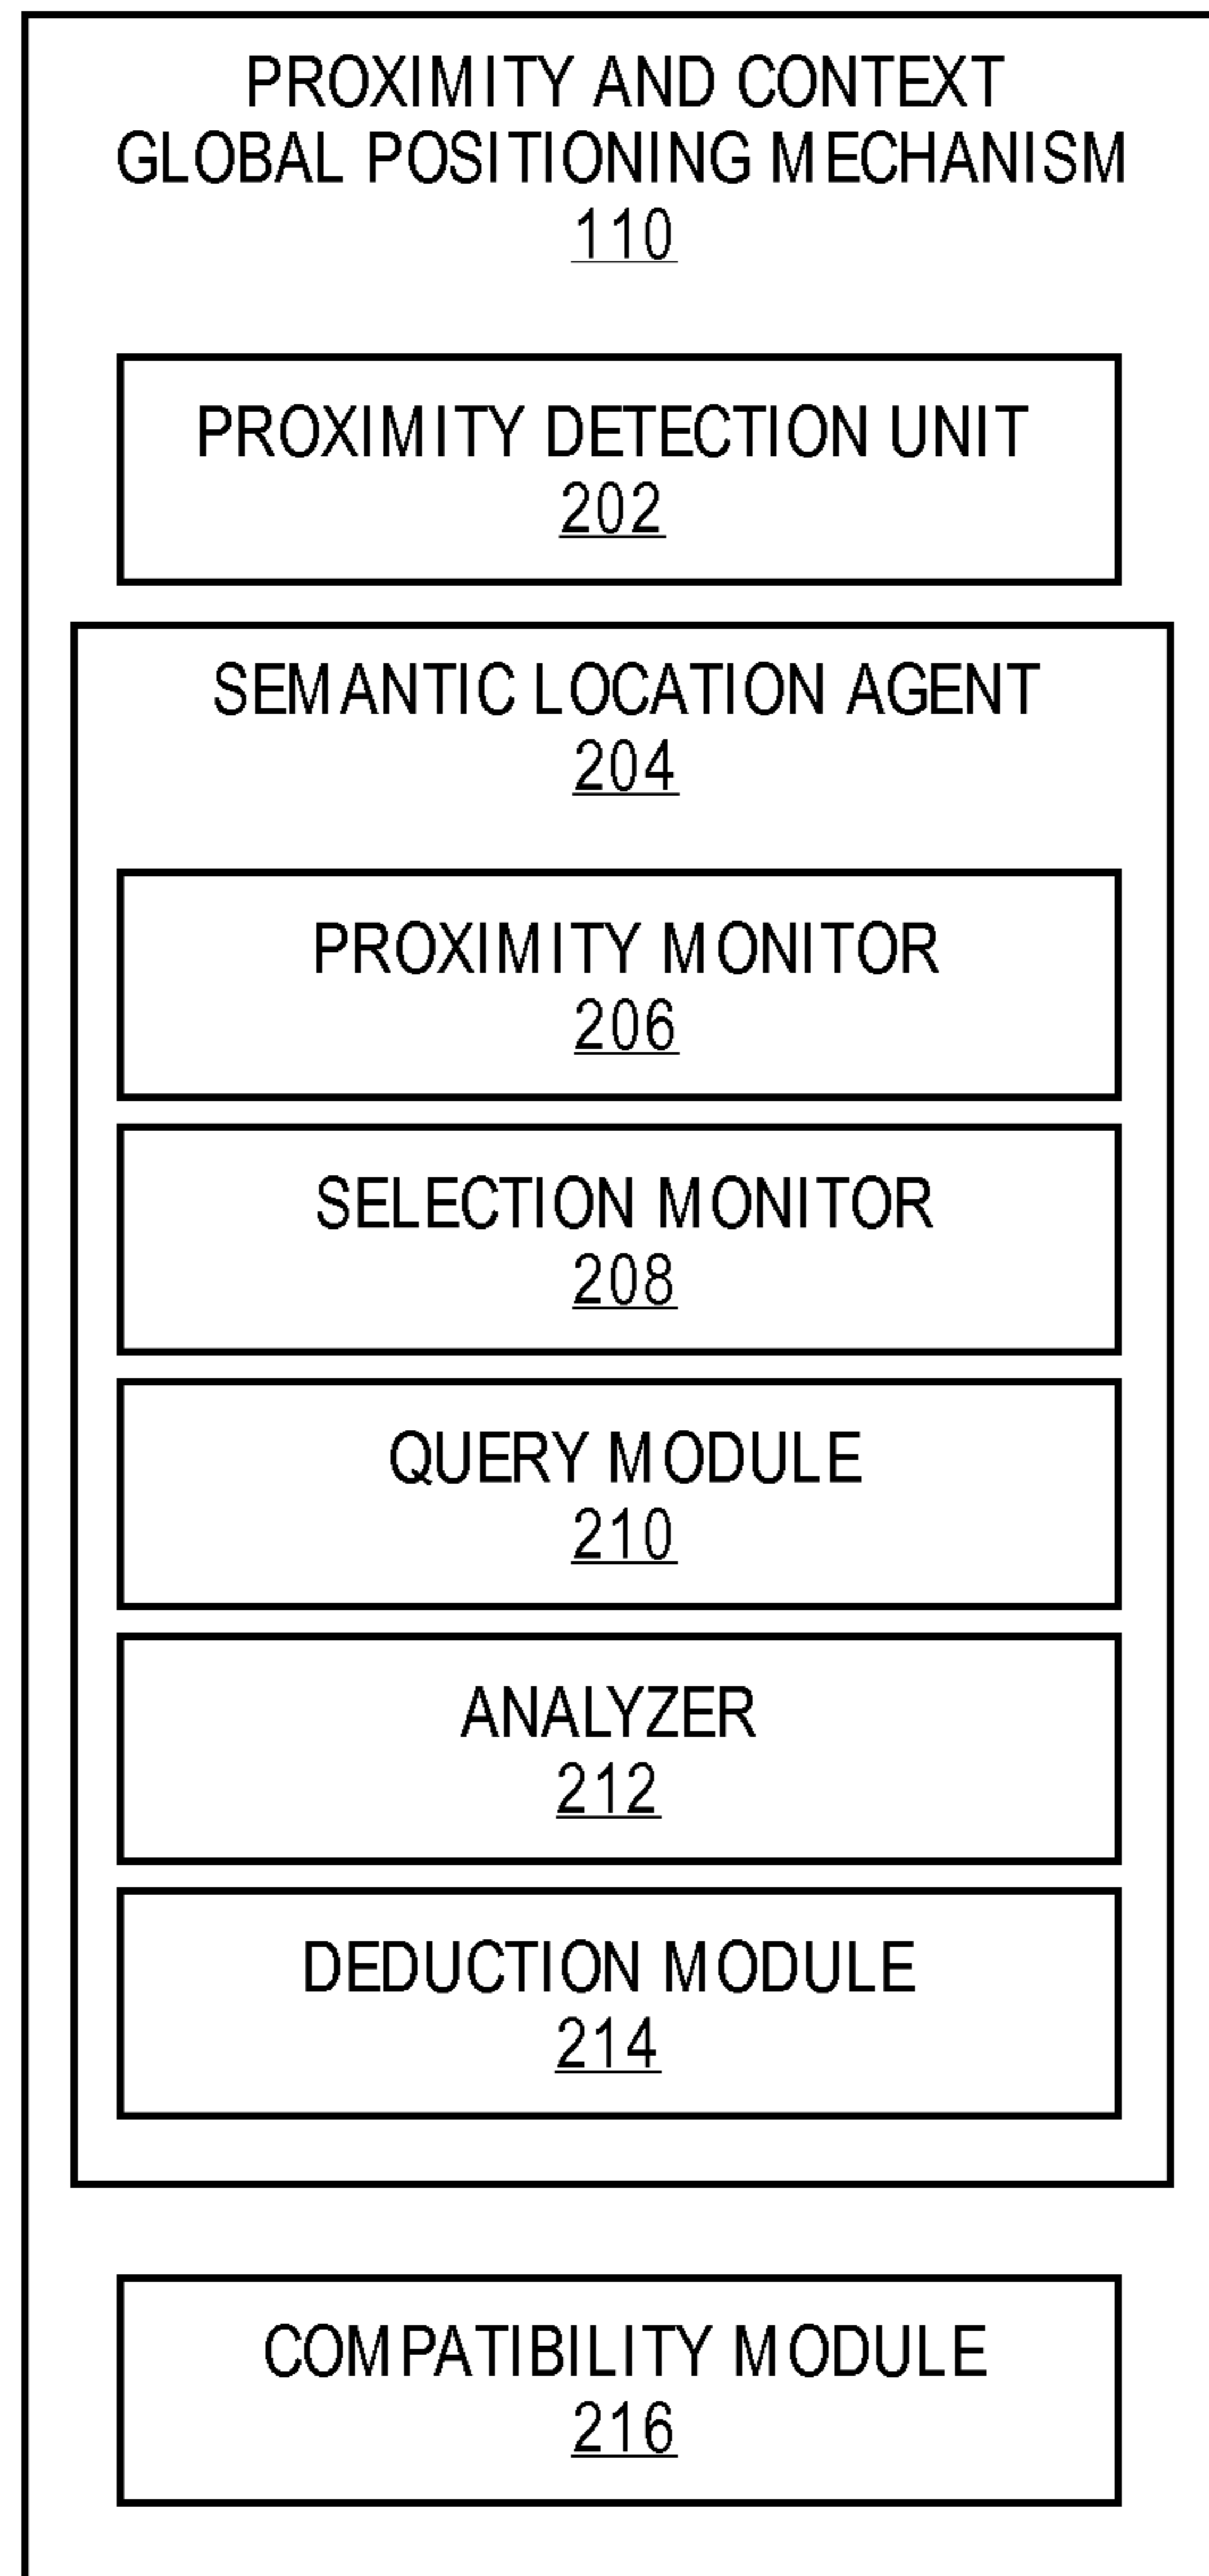 PROXIMITY AND CONTEXT
GLOBAL POSITIONING MECHANISM
110
PROXIMITY DETECTION UNIT
202
SEMANTIC LOCATION AGENT
204
PROXIMITY MONITOR
206
SELECTION MONITOR
208
QUERY MODULE
210
ANALYZER
212
DEDUCTION MODULE
214
COMPATIBILITY MODULE
216